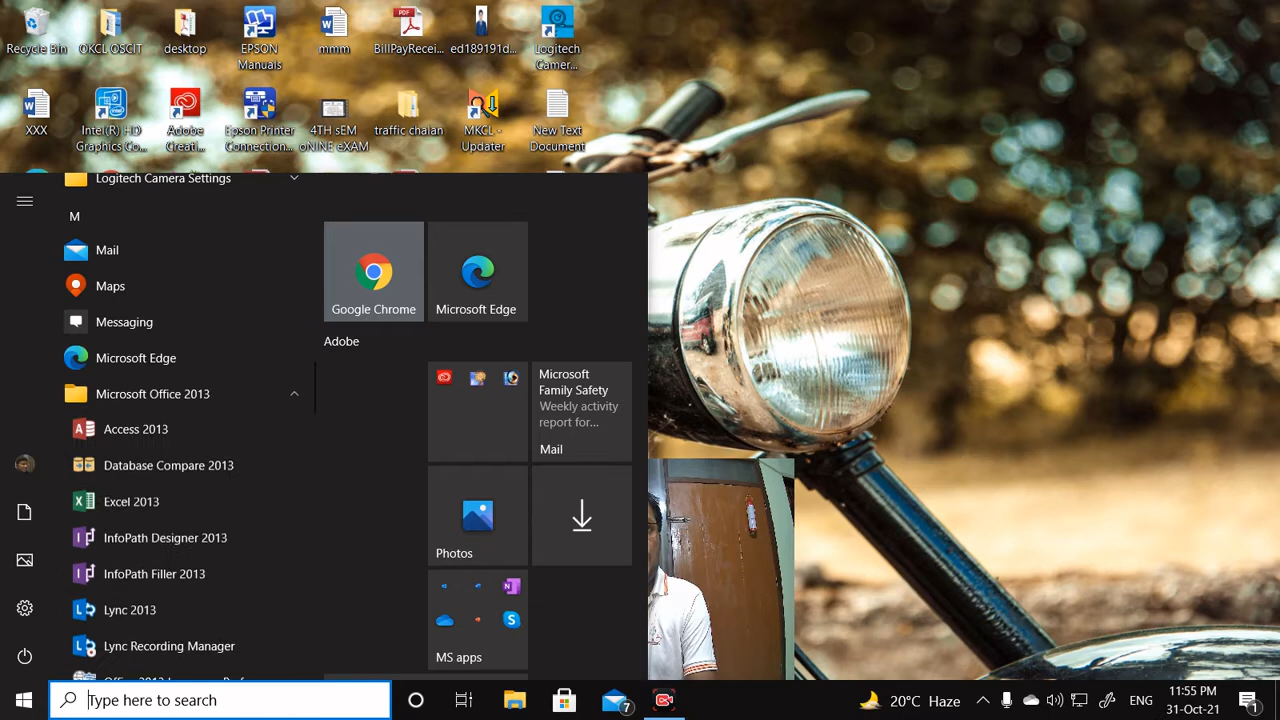 Recycle Bin
OKCL OSCIT
desktop
EPSON
Manuals
mmm
BillPayRecei...
ed189191d...
Logitech
Camer...
XXX
Intel(R) HD
Graphics Co...
Adobe
Creati...
Epson Printer
Connection...
4TH sEM
oNINE eXAM
traffic chalan
MKCL -
Updater
New Text
Document
Logitech Camera Settings
M
Mail
Maps
Messaging
Microsoft Edge
Microsoft Office 2013
Access 2013
Database Compare 2013
Excel 2013
InfoPath Designer 2013
InfoPath Filler 2013
Lync 2013
Lync Recording Manager
Google Chrome
Microsoft Edge
Adobe
Microsoft
Family Safety
Weekly activity
report for...
Mail
Photos
MS apps
Type here to search
7
20°C Haze
ENG
11:55 PM
31-Oct-21
1